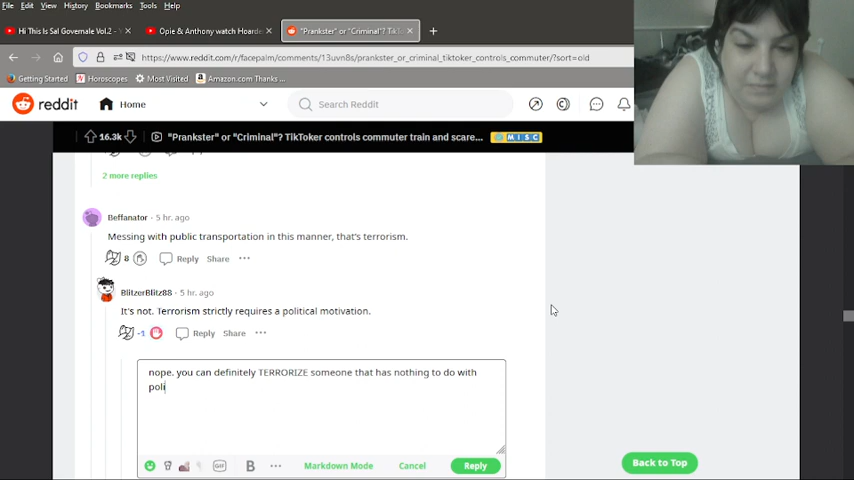 File Edit View History Bookmarks Tools Help
Hi This Is Sal Governale Vol.2 - Y
Opie & Anthony watch Hoarde
"Prankster" or "Criminal"? TikT
https://www.reddit.com/r/facepalm/comments/13uvn8s/prankster_or_criminal_tiktoker_controls_commuter/?sort=old
Getting Started Horoscopes Most Visited Amazon.com Thanks ...
reddit Home Search Reddit
16.3k "Prankster" or "Criminal"? TikToker controls commuter train and scare... MISC
2 more replies
Beffanator · 5 hr. ago
Messing with public transportation in this manner, that's terrorism.
8 Reply Share ...
BlitzerBlitz88 · 5 hr. ago
It's not. Terrorism strictly requires a political motivation.
-1 Reply Share ...
nope. you can definitely TERRORIZE someone that has nothing to do with
poli
GIF B ... Markdown Mode Cancel Reply
Back to Top